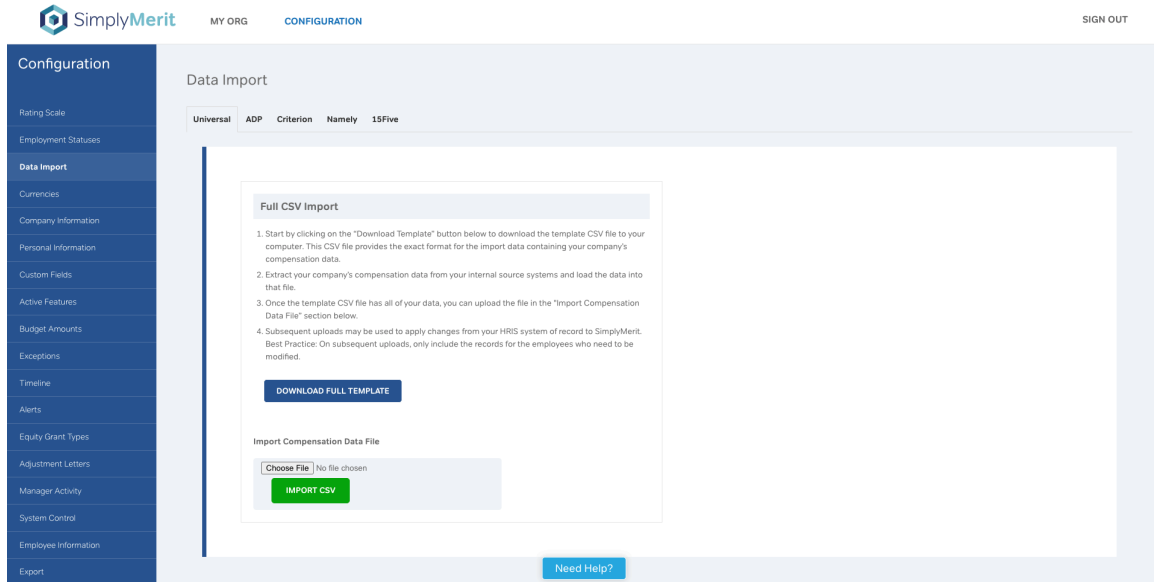 SimplyMerit
MY ORG
CONFIGURATION
SIGN OUT
Configuration
Rating Scale
Employment Statuses
Data Import
Currencies
Company Information
Personal Information
Custom Fields
Active Features
Budget Amounts
Exceptions
Timeline
Alerts
Equity Grant Types
Adjustment Letters
Manager Activity
System Control
Employee Information
Export
Data Import
Universal ADP Criterion Namely 15Five
Full CSV Import
1. Start by clicking on the "Download Template" button below to download the template CSV file to your
computer. This CSV file provides the exact format for the import data containing your company's
compensation data.
2. Extract your company's compensation data from your internal source systems and load the data into
that file.
3. Once the template CSV file has all of your data, you can upload the file in the "Import Compensation
Data File" section below.
4. Subsequent uploads may be used to apply changes from your HRIS system of record to SimplyMerit.
Best Practice: On subsequent uploads, only include the records for the employees who need to be
modified.
DOWNLOAD FULL TEMPLATE
Import Compensation Data File
Choose File No file chosen
IMPORT CSV
Need Help?